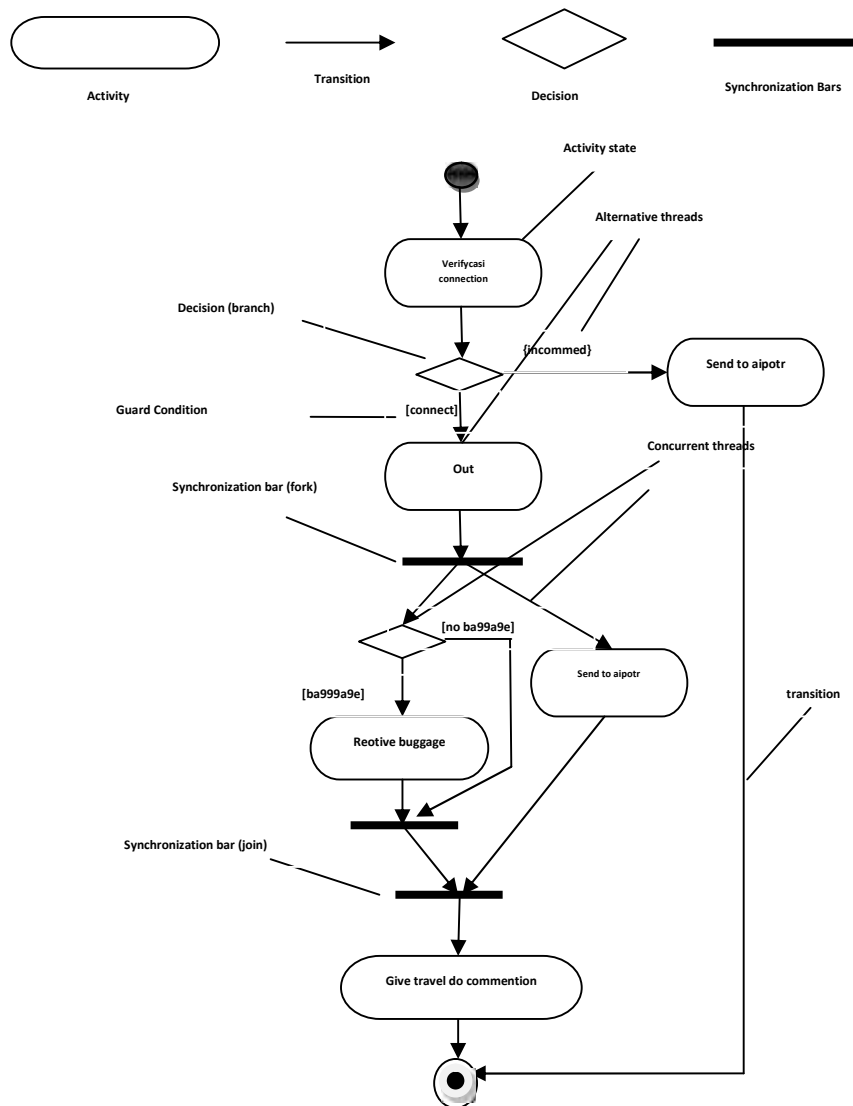 Activity
Transition
Decision
Synchronization Bars
Activity state
Alternative threads
Verifycasi
connection
Decision (branch)
{incommed}
Send to aipotr
Guard Condition
[connect]
Out
Concurrent threads
Synchronization bar (fork)
[no ba99a9e]
Send to aipotr
[ba999a9e]
transition
Reotive buggage
Synchronization bar (join)
Give travel do commention